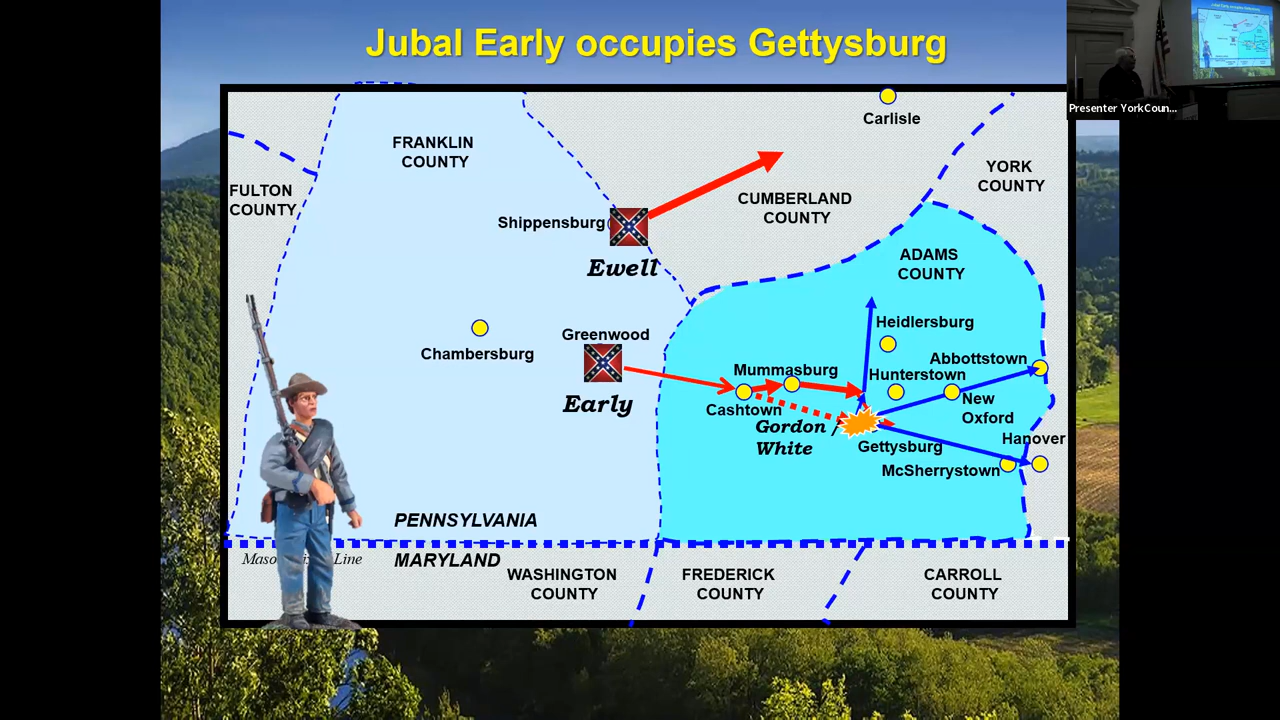 Jubal Early occupies Gettysburg
Presenter YorkCoun...
Carlisle
FRANKLIN
COUNTY
YORK
COUNTY
FULTON
COUNTY
CUMBERLAND
COUNTY
Shippensburg
Ewell
ADAMS
COUNTY
Heidlersburg
Greenwood
Chambersburg
Abbottstown
Mummasburg
Hunterstown
Early
Cashtown
New
Oxford
Gordon /
White
Gettysburg
Hanover
McSherrystown
PENNSYLVANIA
Line
MARYLAND
WASHINGTON
COUNTY
FREDERICK
COUNTY
CARROLL
COUNTY